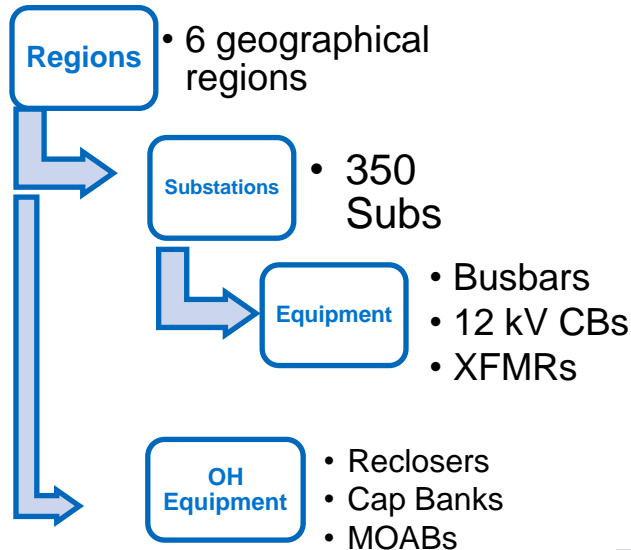 Regions
• 6 geographical
regions
Substations
• 350
Subs
Equipment
• Busbars
• 12 kV CBs
• XFMRs
OH
Equipment
• Reclosers
• Cap Banks
• MOABs